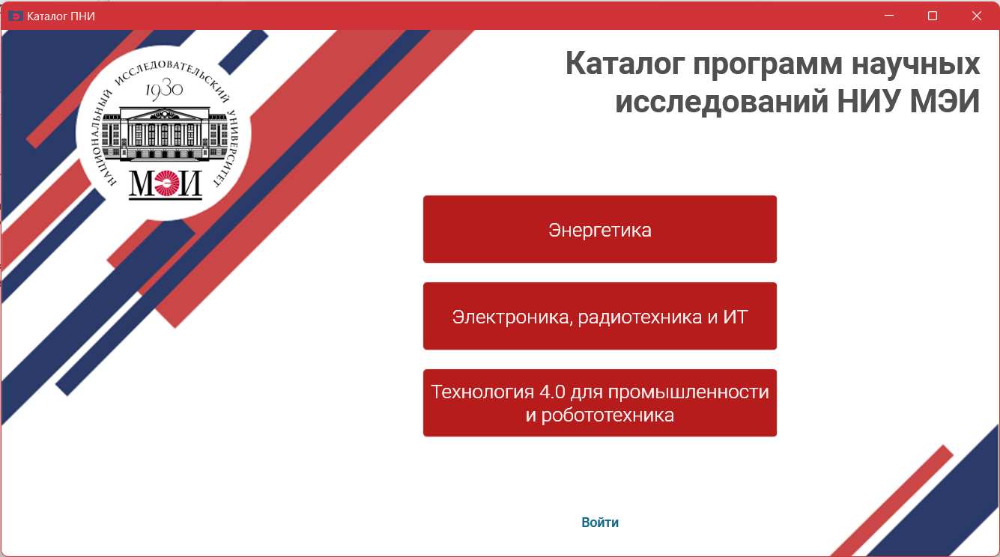 Каталог ПНИ
НАЦИОНАЛЬНЫЙ ИССЛЕДОВАТЕЛЬСКИЙ УНИВЕРСИТЕТ
1930
МЭИ
Каталог программ научных
исследований НИУ МЭИ
Энергетика
Электроника, радиотехника и ИТ
Технология 4.0 для промышленности
и робототехника
Войти